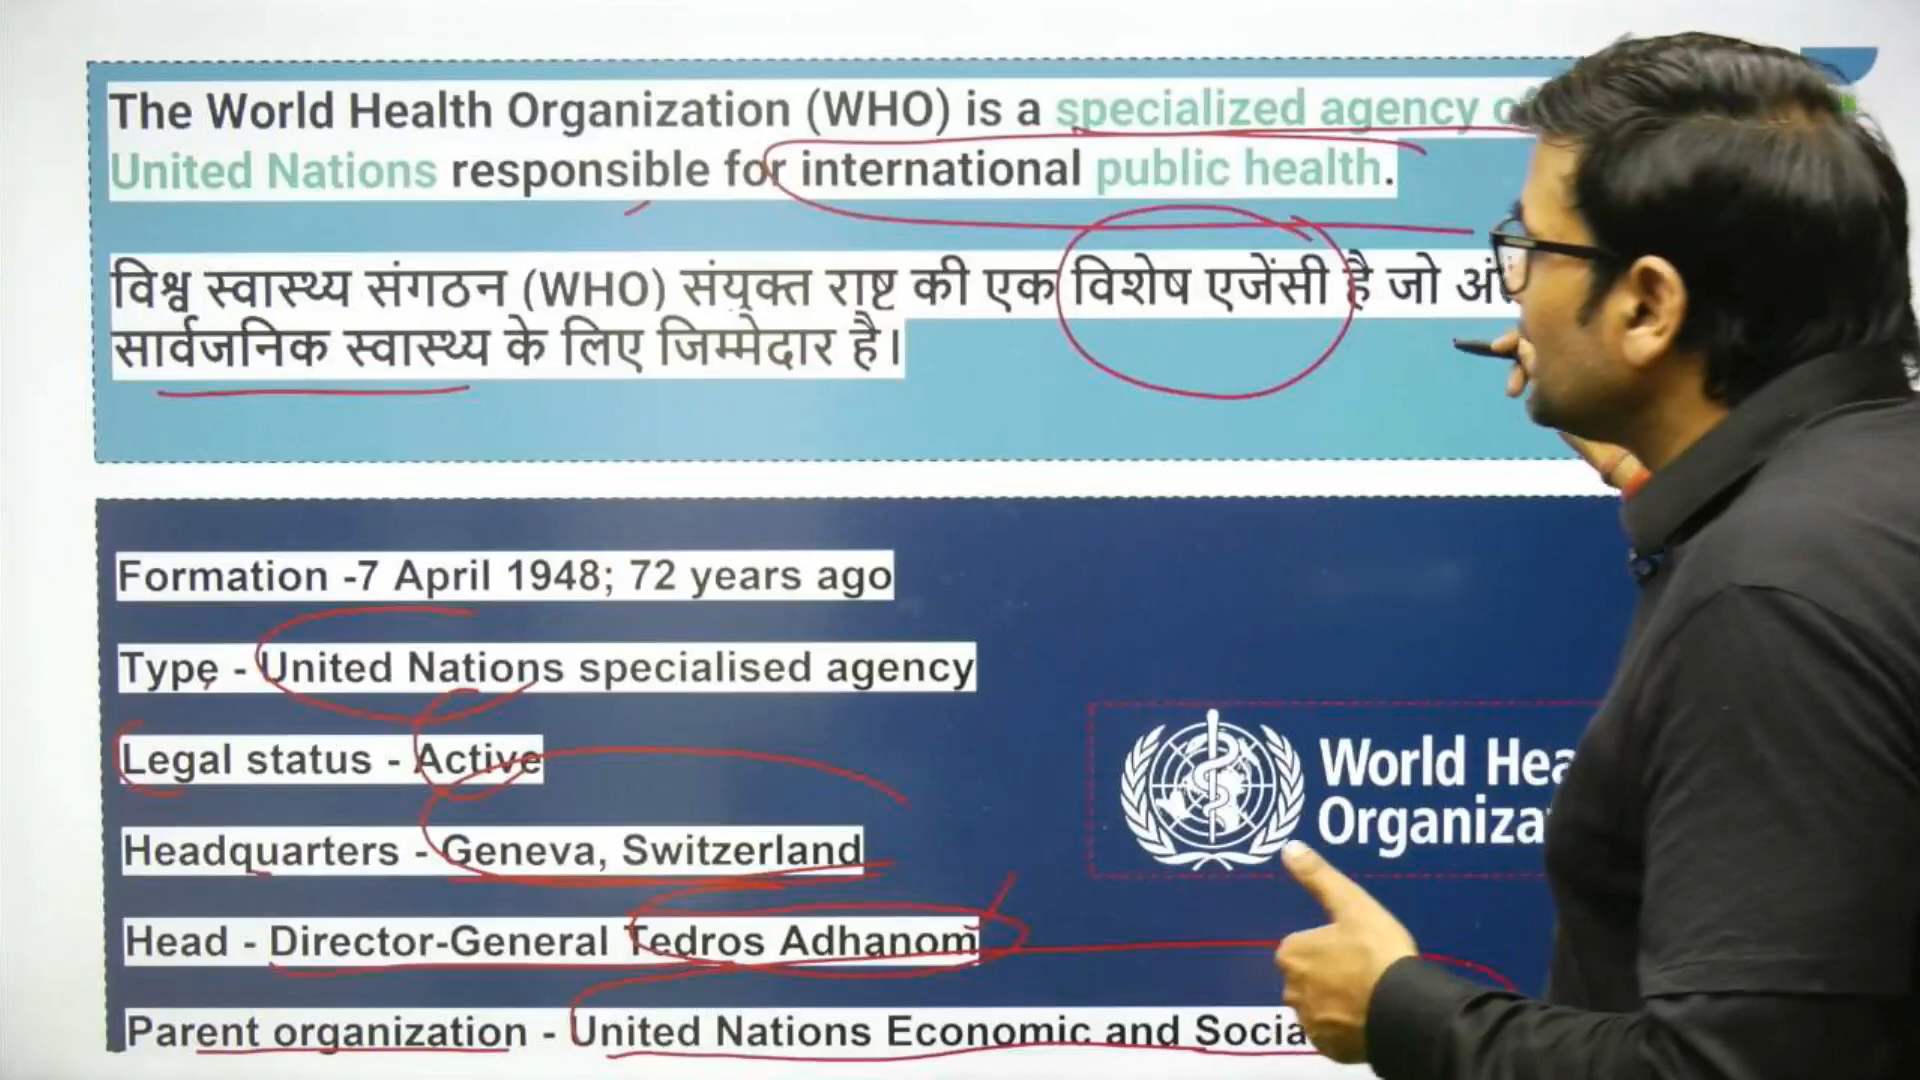 The World Health Organization (WHO) is a specialized agency
United Nations responsible for international public health.
विश्व स्वास्थ्य संगठन (WHO) संयुक्त राष्ट्र की एक विशेष एजेंसी है जो
सार्वजनिक स्वास्थ्य के लिए जिम्मेदार है।
Formation -7 April 1948; 72 years ago
Type - United Nations specialised agency
Legal status - Active
Headquarters - Geneva, Switzerland
Head - Director-General Tedros Adhanom
Parent organization - United Nations Economic and
World